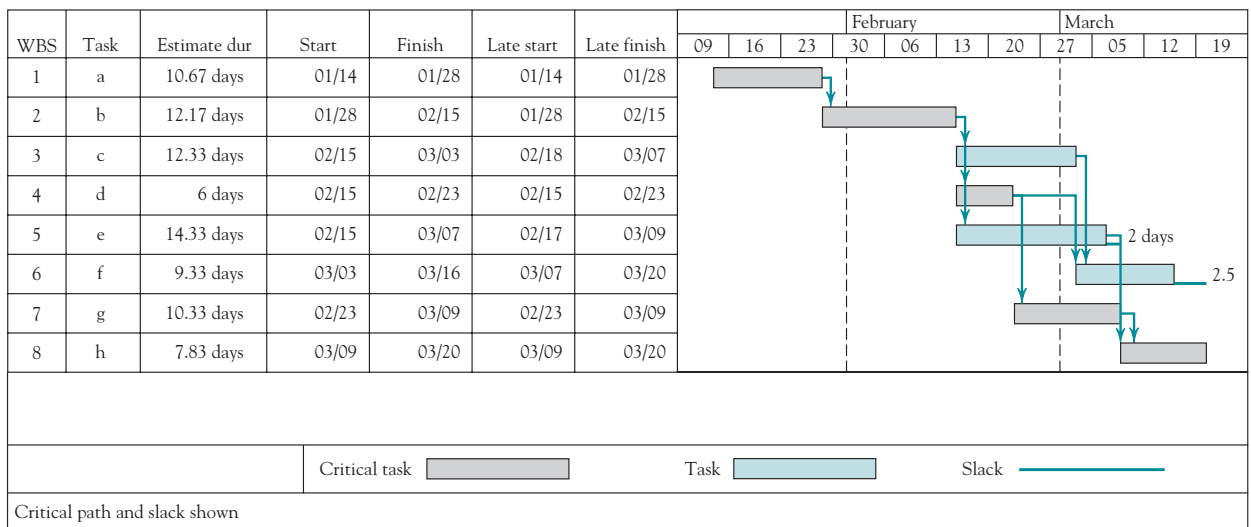 February March
WBS Task Estimate dur Start Finish Late start Late finish 09 16 23 30 06 13 20 27 05 12 19
1 a 10.67 days 01/14 01/28 01/14 01/28
2 b 12.17 days 01/28 02/15 01/28 02/15
3 c 12.33 days 02/15 03/03 02/18 03/07
4 d 6 days 02/15 02/23 02/15 02/23
5 e 14.33 days 02/15 03/07 02/17 03/09 2 days
6 f 9.33 days 03/03 03/16 03/07 03/20 2.5
7 g 10.33 days 02/23 03/09 02/23 03/09
8 h 7.83 days 03/09 03/20 03/09 03/20
Critical task Task Slack
Critical path and slack shown